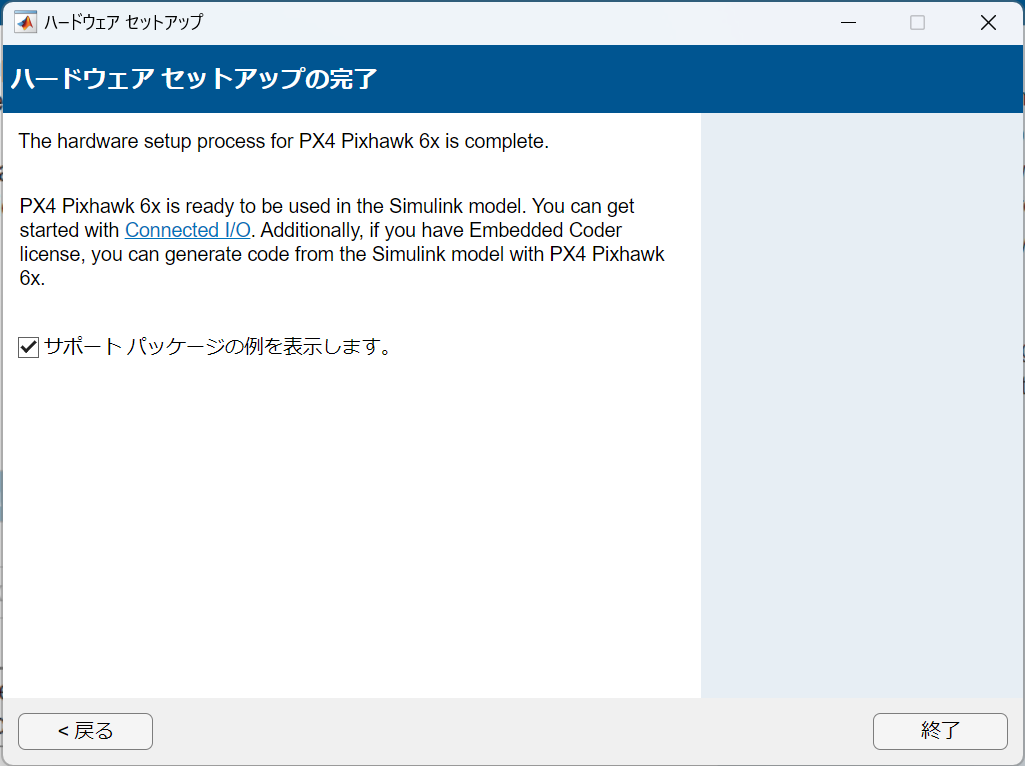 ハードウェア セットアップ
ハードウェア セットアップの完了
The hardware setup process for PX4 Pixhawk 6x is complete.
PX4 Pixhawk 6x is ready to be used in the Simulink model. You can get
started with Connected I/O. Additionally, if you have Embedded Coder
license, you can generate code from the Simulink model with PX4 Pixhawk
6x.
サポート パッケージの例を表示します。
< 戻る
終了